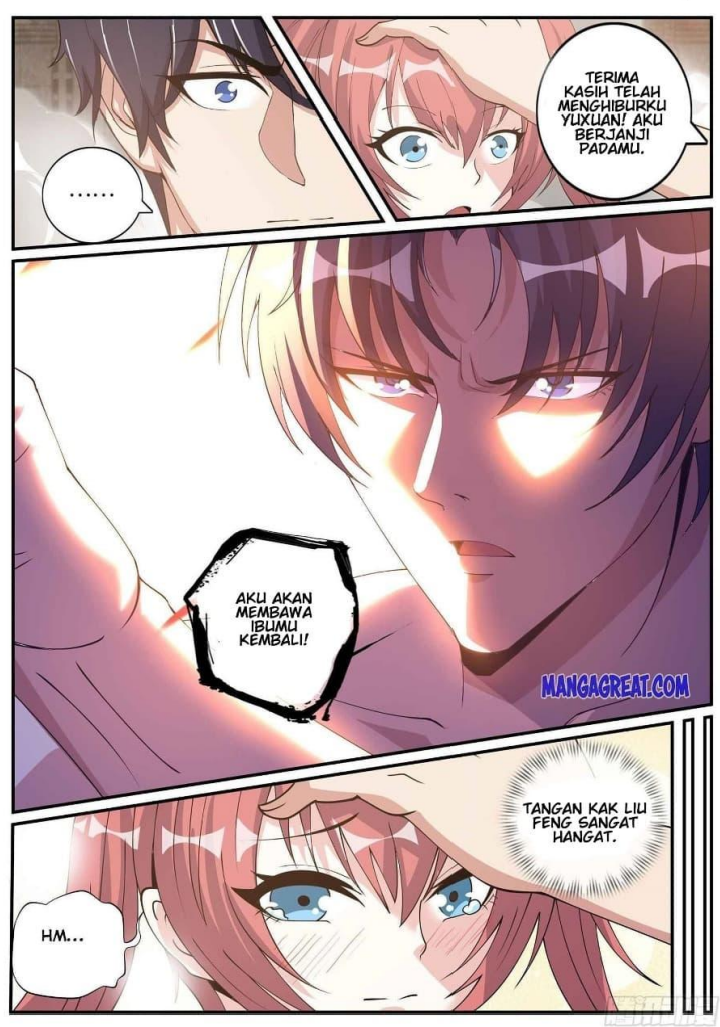 ......
TERIMA
KASIH TELAH
MENGHIBURKU
YUXUAN! AKU
BERJANJI
PADAMU.
AKU AKAN
MEMBAWA
IBUMU
KEMBALI!
MANGAGREAT.COM
TANGAN KAK LIU
FENG SANGAT
HANGAT.
HM...